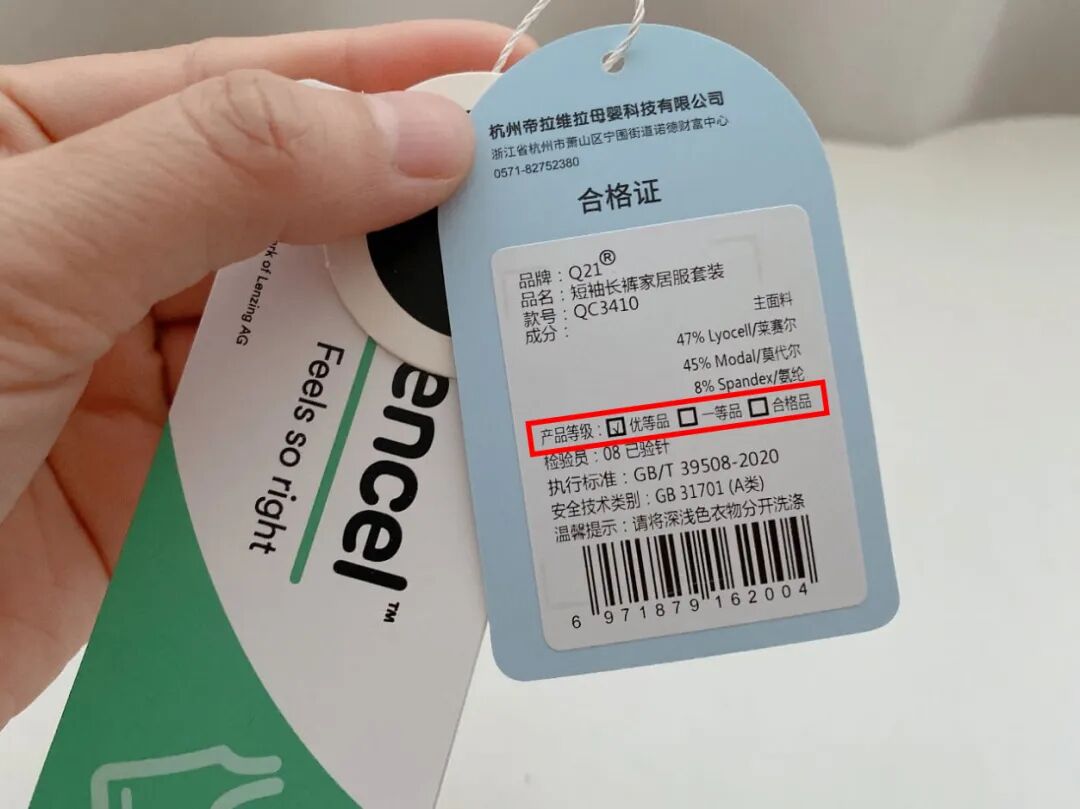 杭州帝拉维拉母婴科技有限公司
浙江省杭州市萧山区宁围街道诺德财富中心
0571-82752380
合格证
品牌：Q21®
品名：短袖长裤家居服套装
款号：QC3410
成分：
主面料
47% Lyocell/莱赛尔
45% Modal/莫代尔
8% Spandex/氨纶
产品等级：☑优等品 □一等品 □合格品
检验员：08 已验针
执行标准：GB/T 39508-2020
安全技术类别：GB 31701 (A类)
温馨提示：请将深浅色衣物分开洗涤
6 971879 162004
encel™
Feels so right
rk of Lenzing AG